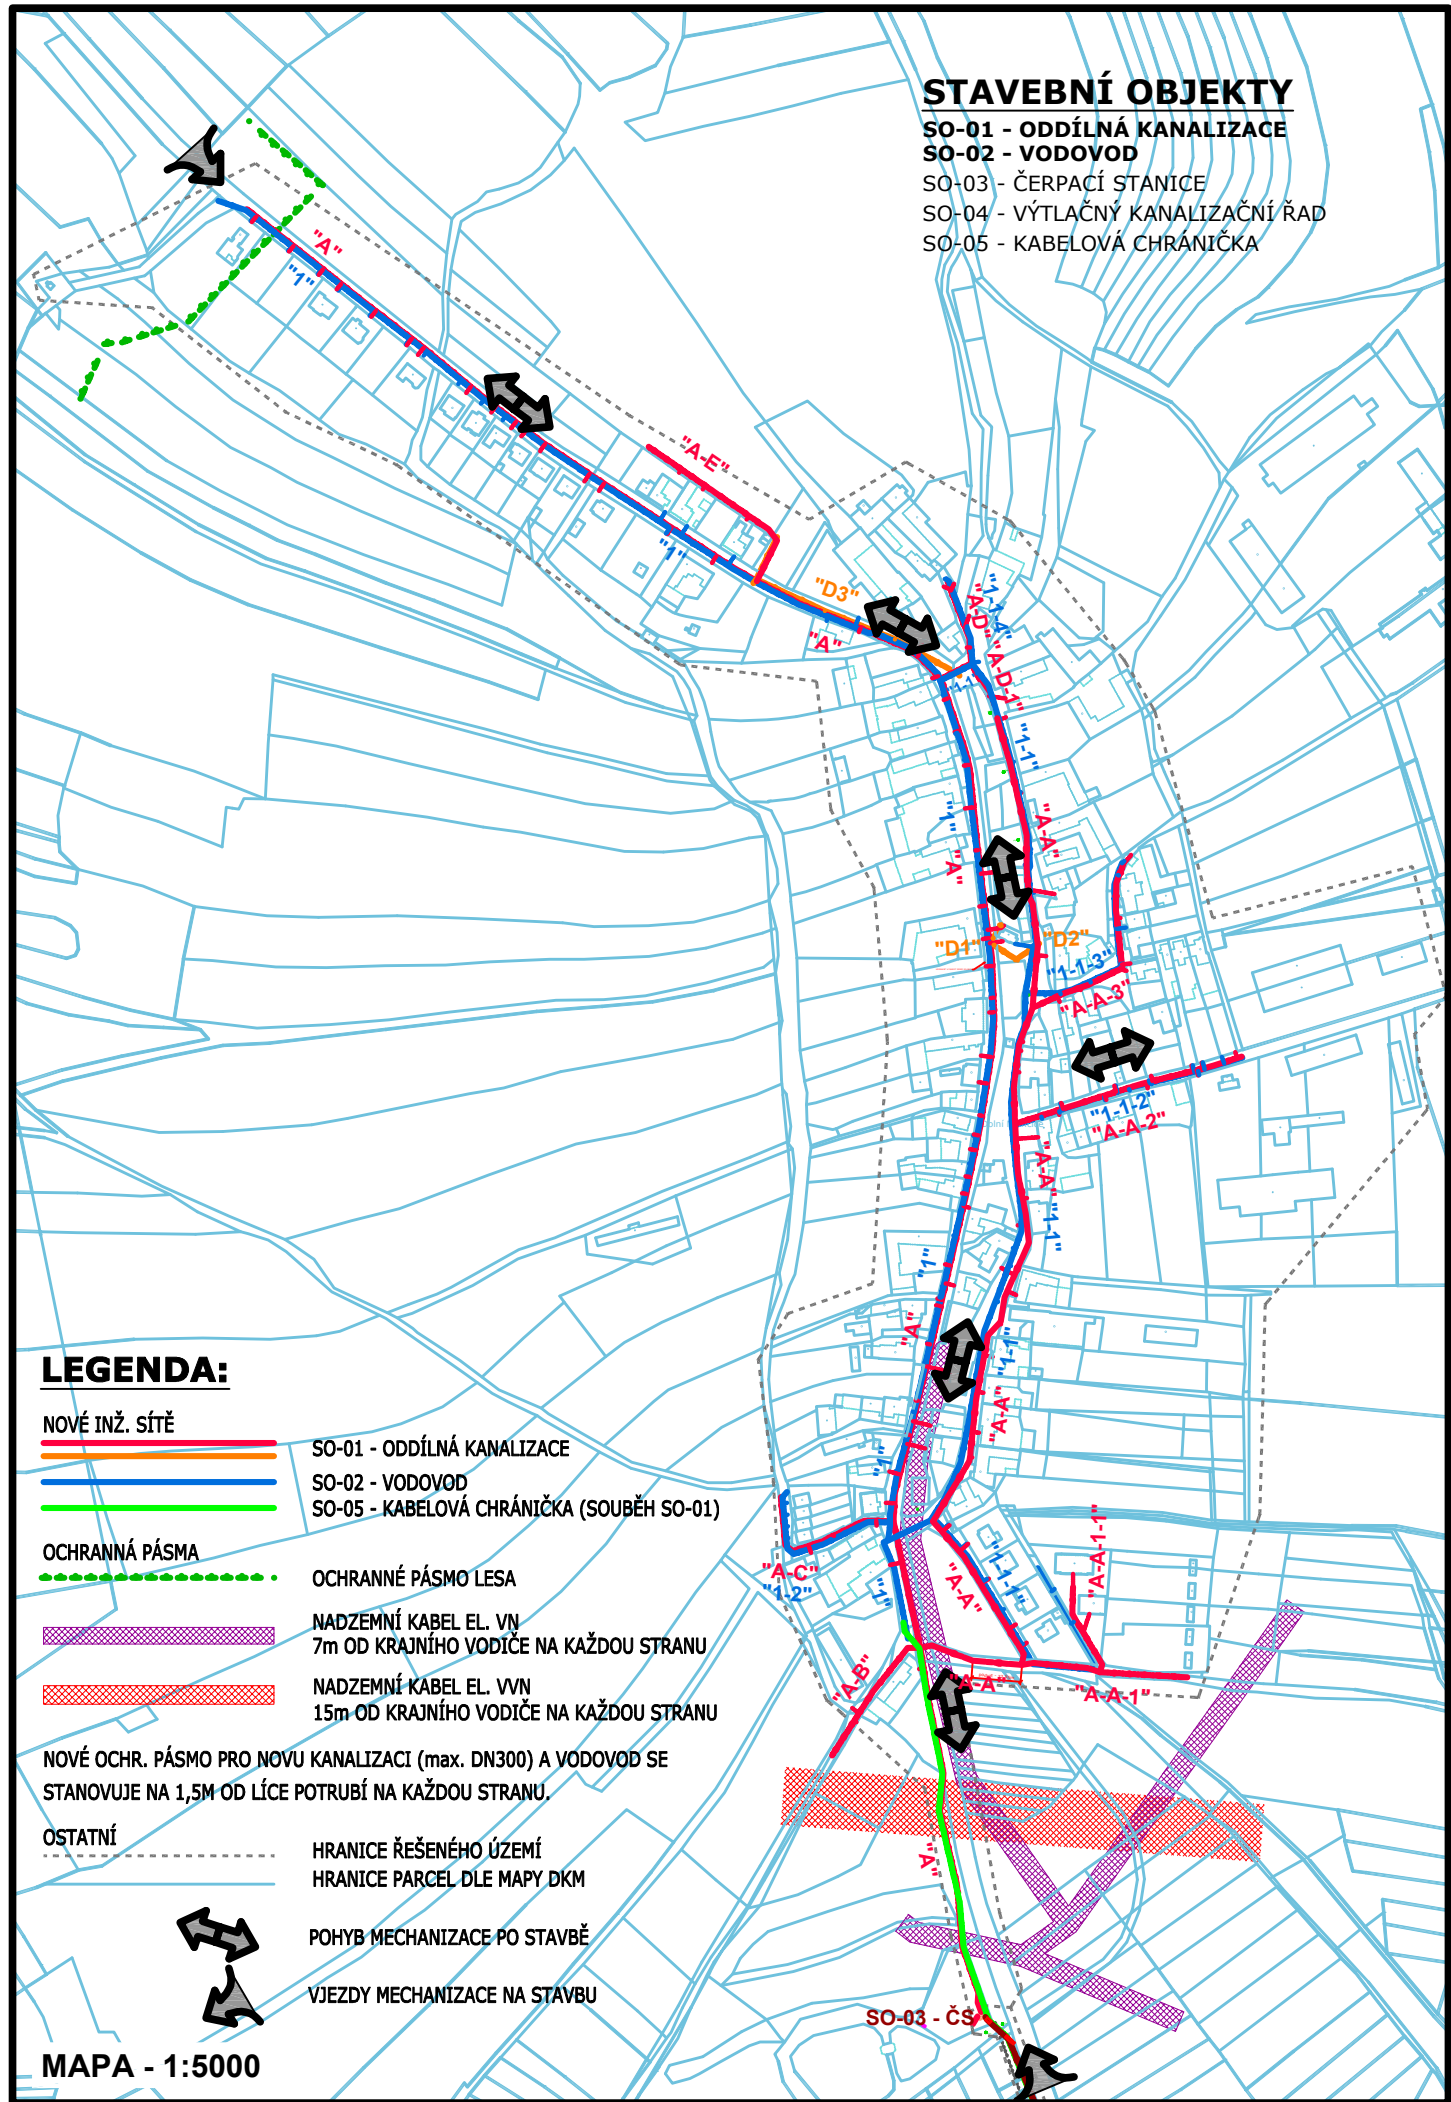 STAVEBNÍ OBJEKTY
SO-01 - ODDÍLNÁ KANALIZACE
SO-02 - VODOVOD
SO-03 - ČERPACÍ STANICE
SO-04 - VÝTLAČNÝ KANALIZAČNÍ ŘAD
SO-05 - KABELOVÁ CHRÁNIČKA
"A"
"1"
"A-E"
"1"
"D3"
"A"
"1-1-4"
"A-D"
"A-D-1"
"1-1"
"1"
"A-A"
"A"
"D1"
"D2"
"1-1-3"
"A-A-3"
"1-1-2"
"A-A-2"
"A-A"
"1-1"
"1"
"A"
"1-1"
"A-A"
"1"
"A-C"
"1-2"
"1"
"A-A"
"1-1-1"
"A-A-1-1"
"A-B"
"A-A"
"A-A-1"
"A"
SO-03 - ČS
LEGENDA:
NOVÉ INŽ. SÍTĚ
SO-01 - ODDÍLNÁ KANALIZACE
SO-02 - VODOVOD
SO-05 - KABELOVÁ CHRÁNIČKA (SOUBĚH SO-01)
OCHRANNÁ PÁSMA
OCHRANNÉ PÁSMO LESA
NADZEMNÍ KABEL EL. VN
7m OD KRAJNÍHO VODIČE NA KAŽDOU STRANU
NADZEMNÍ KABEL EL. VVN
15m OD KRAJNÍHO VODIČE NA KAŽDOU STRANU
NOVÉ OCHR. PÁSMO PRO NOVU KANALIZACI (max. DN300) A VODOVOD SE
STANOVUJE NA 1,5M OD LÍCE POTRUBÍ NA KAŽDOU STRANU.
OSTATNÍ
HRANICE ŘEŠENÉHO ÚZEMÍ
HRANICE PARCEL DLE MAPY DKM
POHYB MECHANIZACE PO STAVBĚ
VJEZDY MECHANIZACE NA STAVBU
MAPA - 1:5000